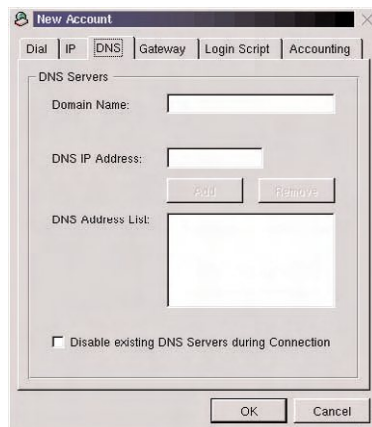 New Account
Dial IP DNS Gateway Login Script Accounting
DNS Servers
Domain Name:
DNS IP Address:
Add Remove
DNS Address List:
Disable existing DNS Servers during Connection
OK Cancel